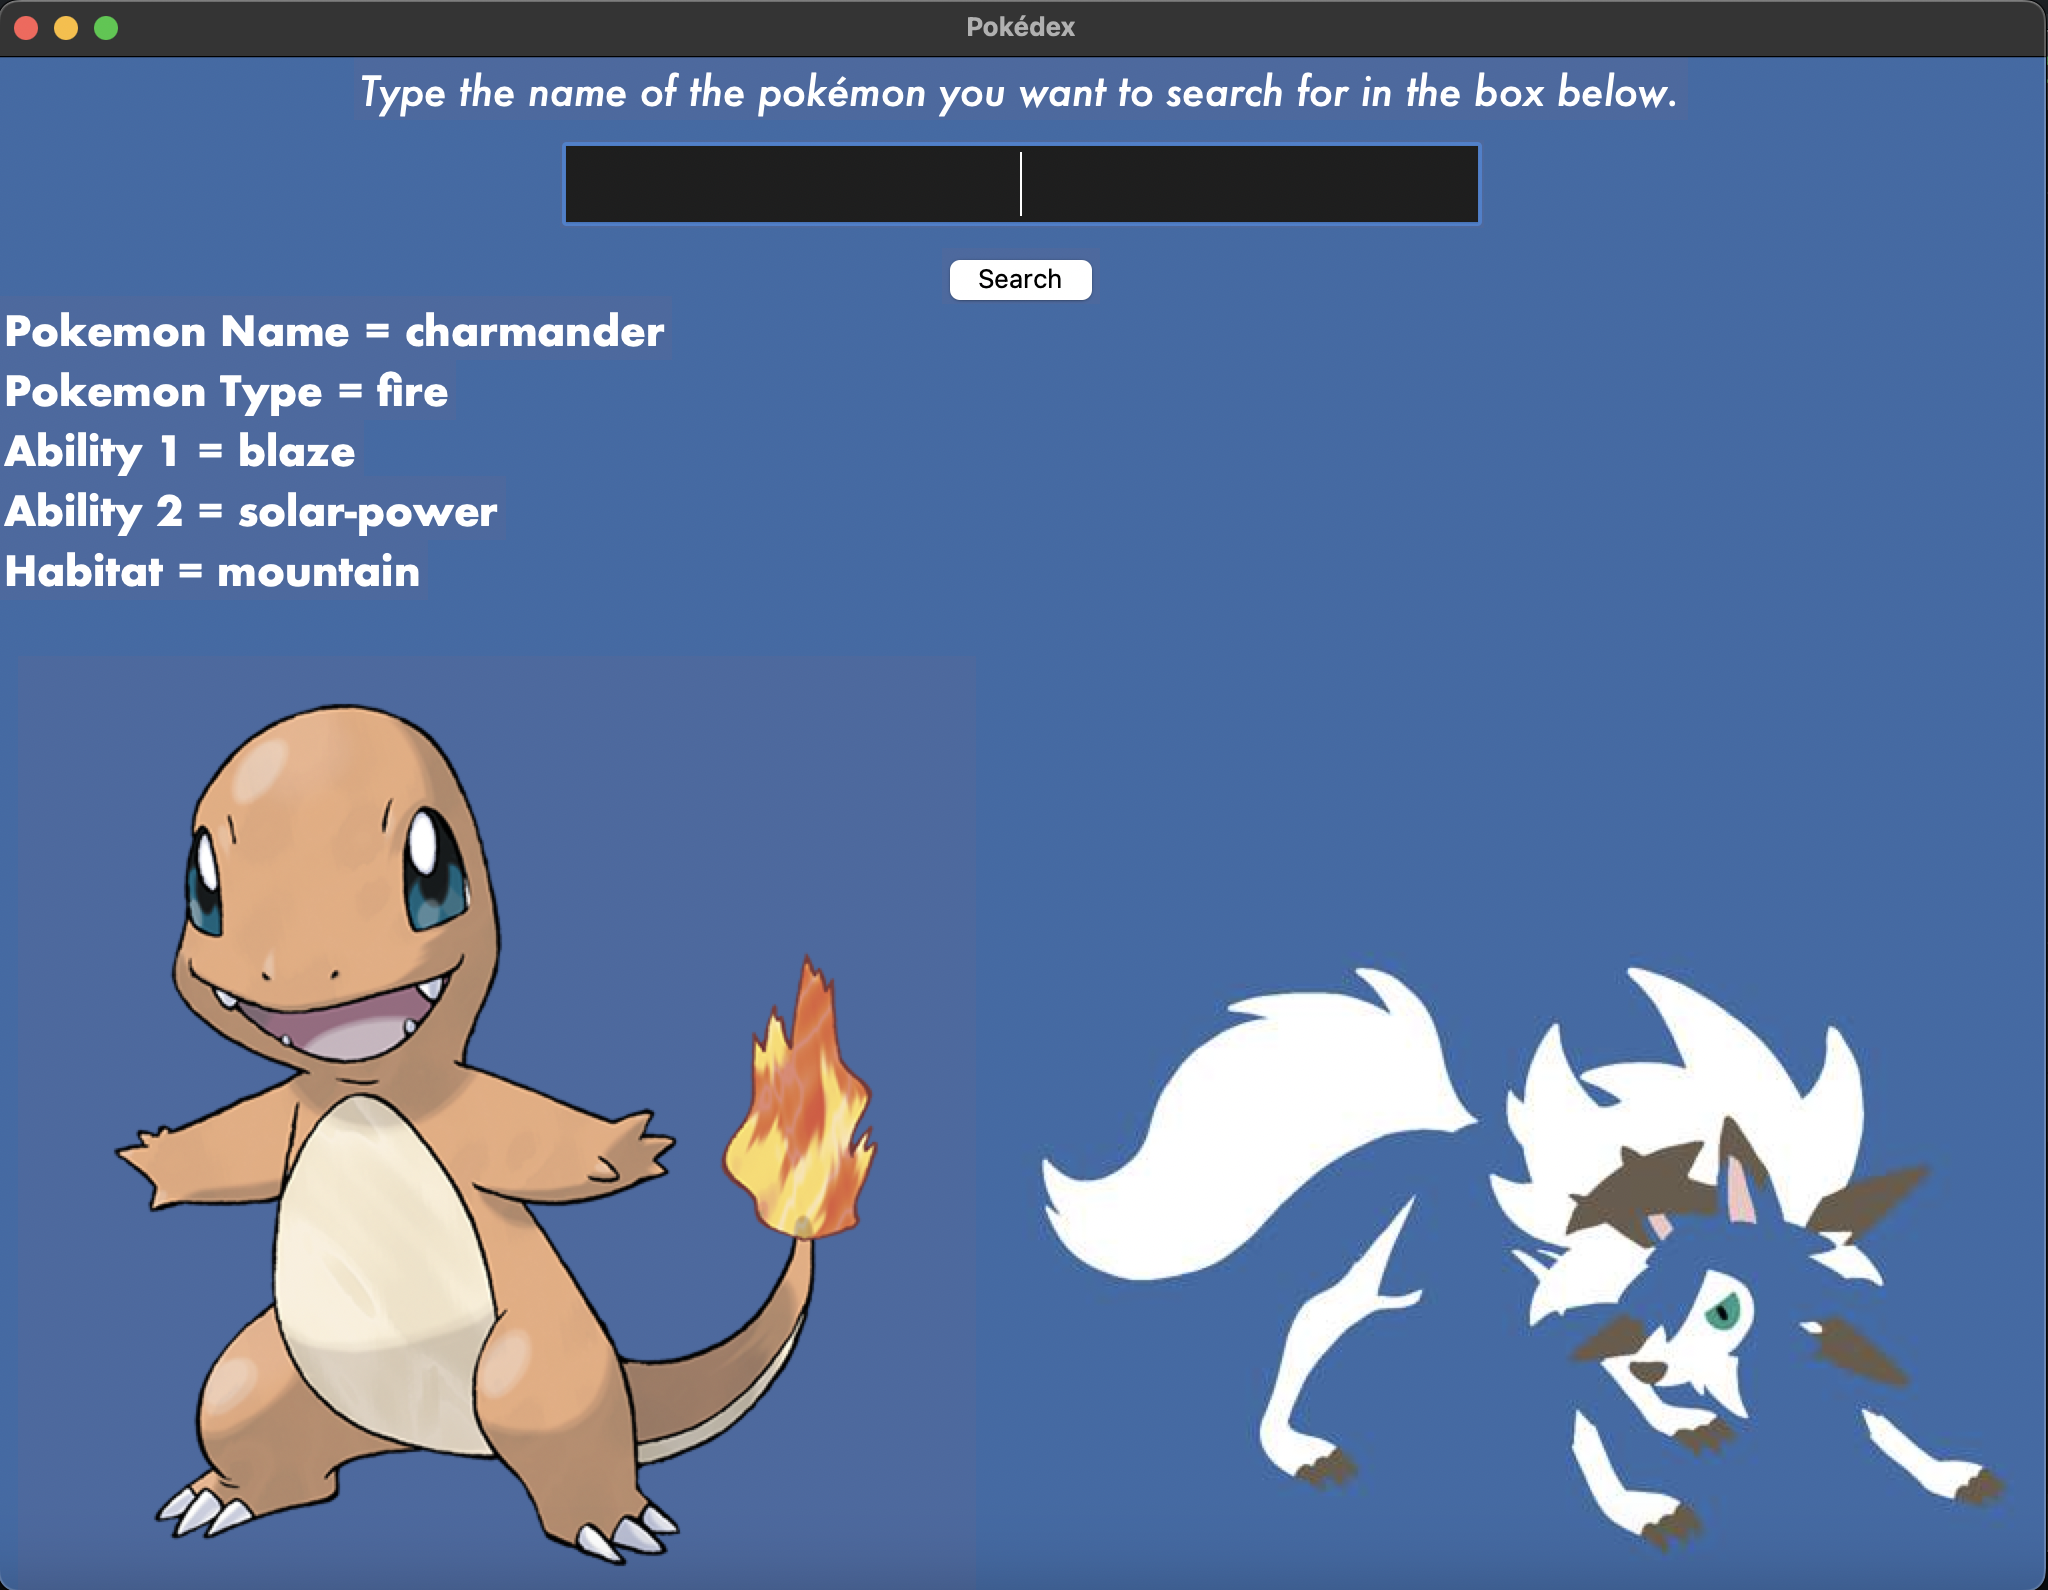 Pokédex
Type the name of the pokémon you want to search for in the box below.
Search
Pokemon Name = charmander
Pokemon Type = fire
Ability 1 = blaze
Ability 2 = solar-power
Habitat = mountain